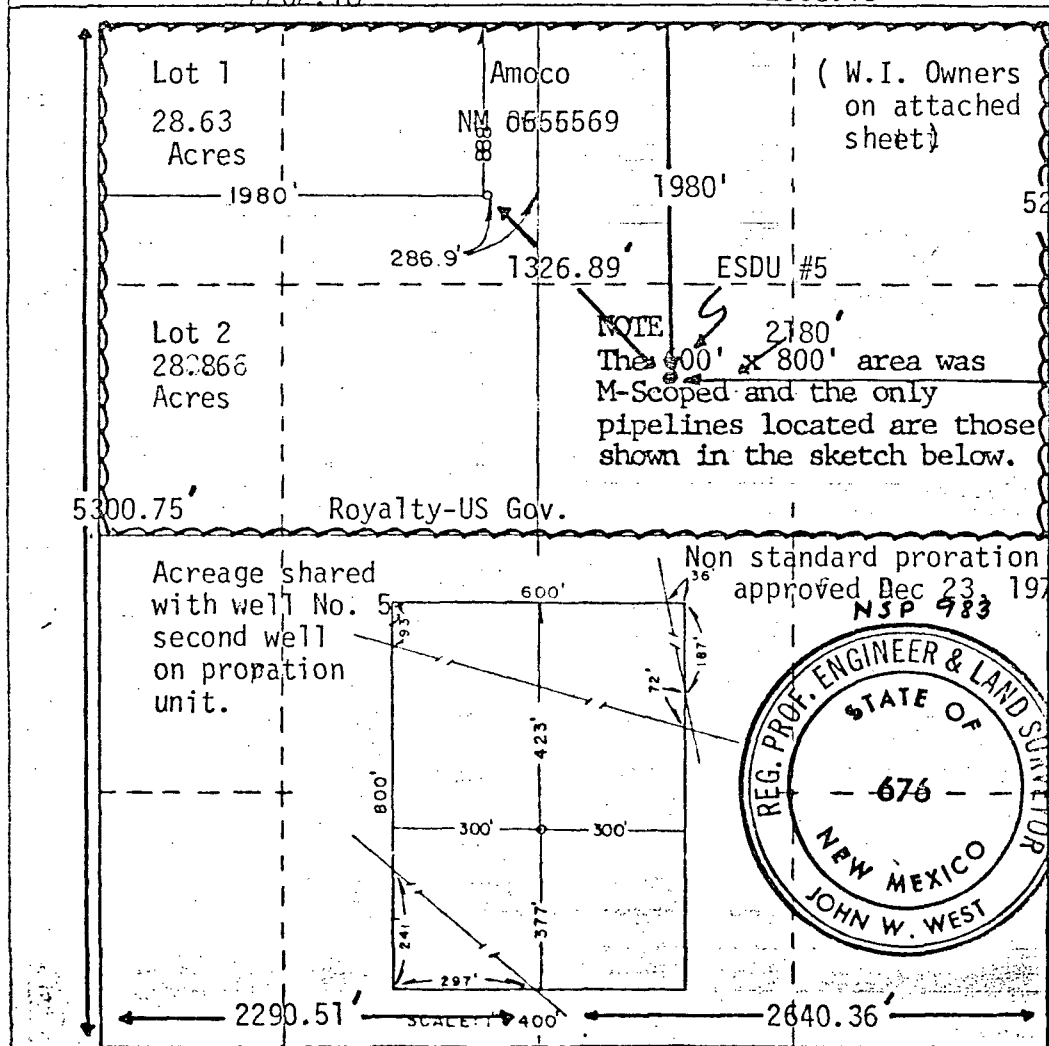 Lot 1
28.63
Acres
Amoco
NM 0555569
( W.I. Owners
on attached
sheet)
1980'
1980'
286.9'
1326.89'
ESDU #5
Lot 2
Acres
NOTE
2180'
The x 800' area was
M-Scoped and the only
pipelines located are those
shown in the sketch below.
5300.75'
Royalty-US Gov.
Acreage shared
with well No. 5
second well
on proration
unit.
Non standard proration
approved Dec 23,
NSP 983
36'
600'
93'
187'
72'
423'
800'
300'
300'
377'
241'
297'
REG. PROF. ENGINEER & LAND SURVEYOR
STATE OF
676
NEW MEXICO
JOHN W. WEST
2290.51'
SCALE: 1" 400'
2640.36'